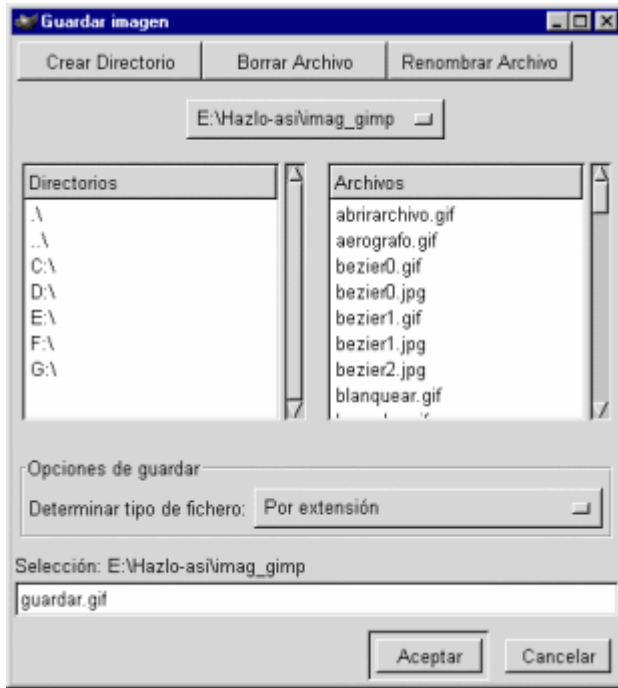 Guardar imagen
Crear Directorio Borrar Archivo Renombrar Archivo
E:\Hazlo-asi\imag_gimp
Directorios
.\
..\
C:\
D:\
E:\
F:\
G:\
Archivos
abrirarchivo.gif
aerografo.gif
bezier0.gif
bezier0.jpg
bezier1.gif
bezier1.jpg
bezier2.jpg
blanquear.gif
Opciones de guardar
Determinar tipo de fichero: Por extensión
Selección: E:\Hazlo-asi\imag_gimp
guardar.gif
Aceptar Cancelar